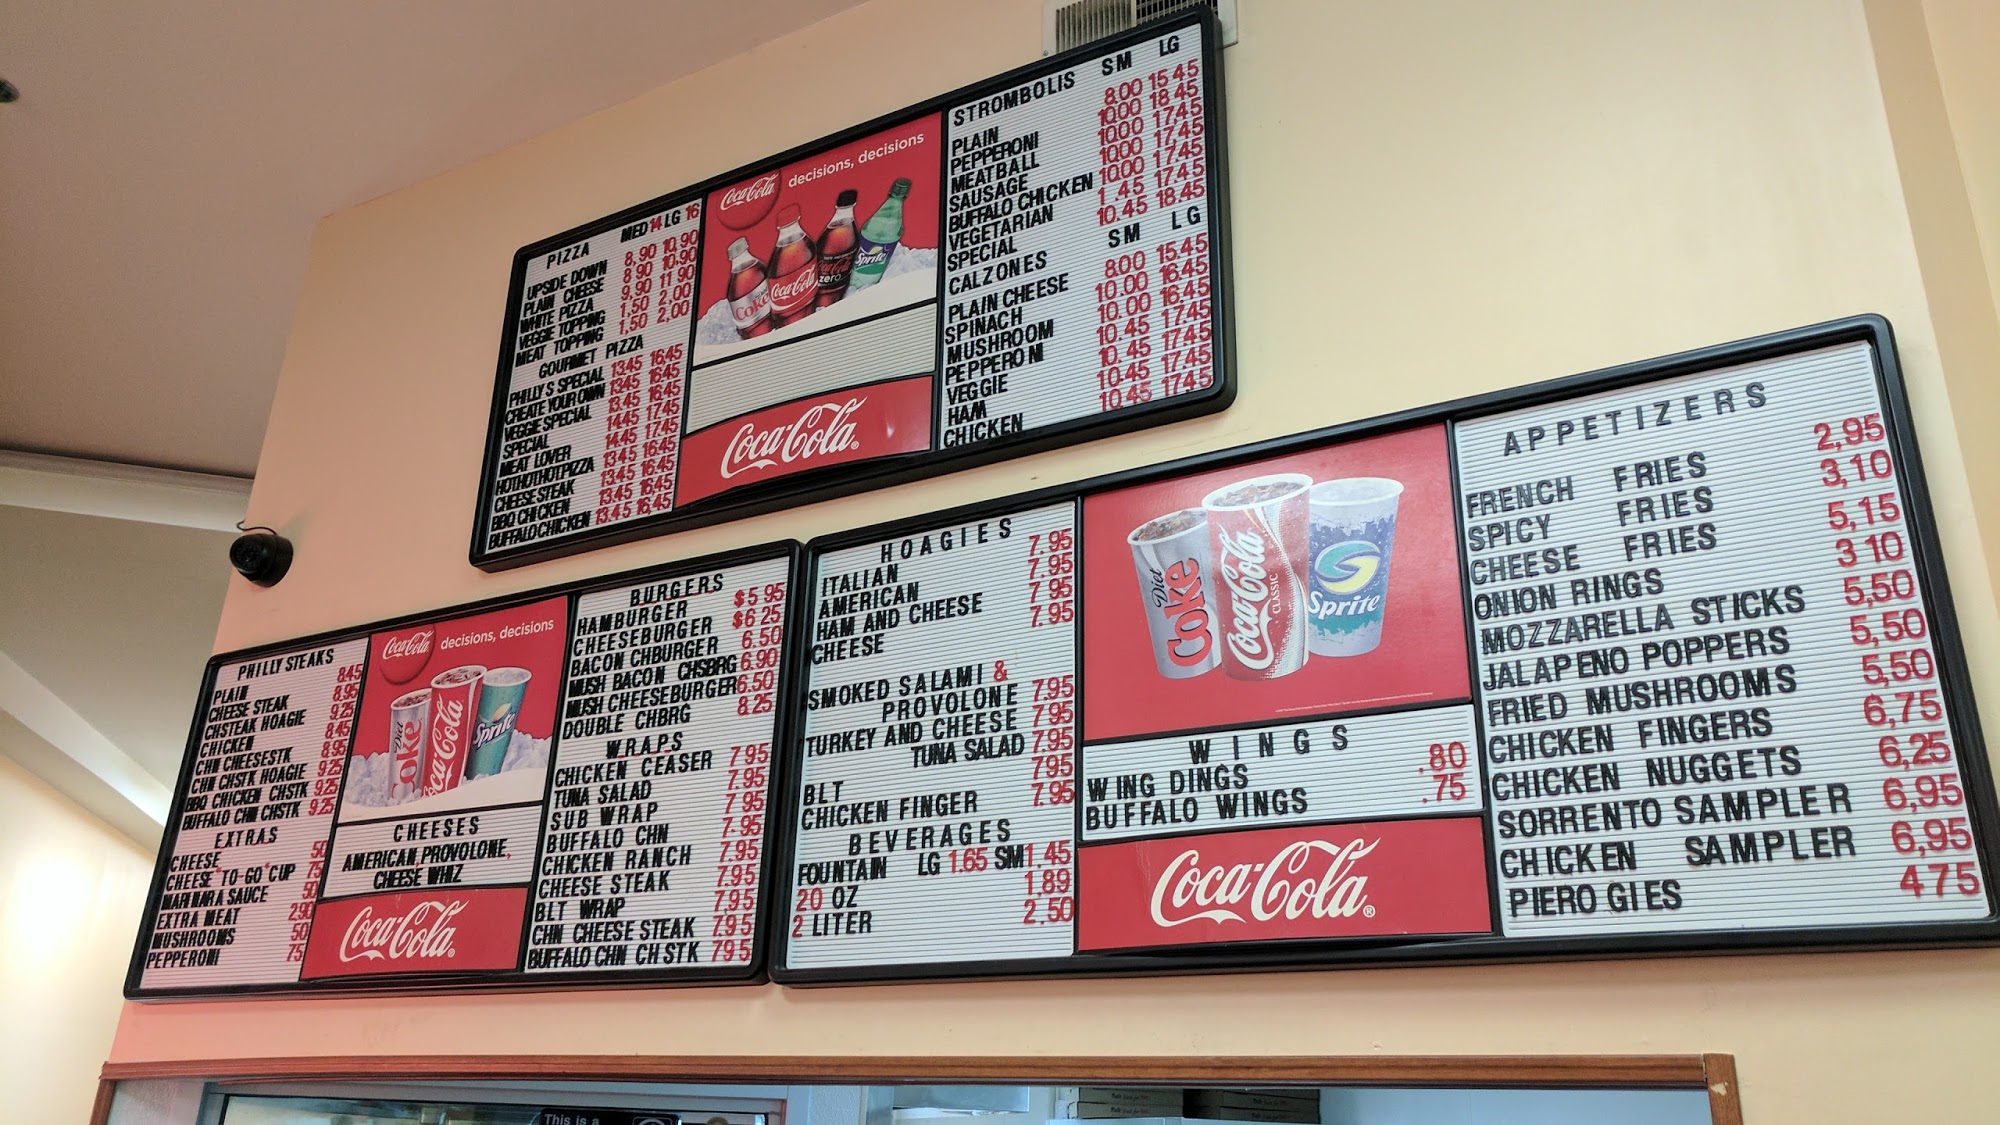 PIZZA MED 14 LG 16
UPSIDE DOWN 8,90 10,90
PLAIN CHEESE 8 90 10,90
WHITE PIZZA 9,90 11 90
VEGGIE TOPPING 1,50 2,00
MEAT TOPPING 1,50 2,00
GOURMET PIZZA
PHILLY S SPECIAL 13.45 16,45
CREATE YOUR OWN 13.45 16.45
VEGGIE SPECIAL 13.45 16.45
SPECIAL 14.45 17.45
MEAT LOVER 14.45 17.45
HOTHOTHOTPIZZA 13.45 16.45
CHEESE STEAK 13.45 16.45
BBQ CHICKEN 13.45 16.45
BUFFALO CHICKEN 13.45 16,45
Coca-Cola decisions, decisions
Coke
Coca-Cola
Coca-Cola zero
Sprite
Coca-Cola
STROMBOLIS SM LG
PLAIN 8.00 15.45
PEPPERONI 10.00 18.45
MEATBALL 10.00 17.45
SAUSAGE 10.00 17.45
BUFFALO CHICKEN 10.00 17.45
VEGETARIAN 1 .45 17.45
SPECIAL 10.45 18.45
CALZONES SM LG
PLAIN CHEESE 8.00 15.45
SPINACH 10.00 16.45
MUSHROOM 10.00 16.45
PEPPERO NI 10.45 17.45
VEGGIE 10.45 17.45
HAM 10.45 17.45
CHICKEN 10.45 17.45
PHILLY STEAKS
PLAIN 8.45
CHEESE STEAK 8.95
CHSTEAK HOAGIE 9.25
CHICKEN 8.45
CHN CHEESESTK 8.95
CHN CHSTK HOAGIE 9.25
BBQ CHICKEN CHSTK 9.25
BUFFALO CHN CHSTK 9.25
EXTRAS
CHEESE 50
CHEESE "TO-GO" CUP 75
MARINARA SAUCE 50
EXTRA MEAT 2.90
MUSHROOMS 50
PEPPERONI 75
Coca-Cola decisions, decisions
Diet Coke
Coca-Cola
Sprite
CHEESES
AMERICAN, PROVOLONE,
CHEESE WHIZ
Coca-Cola
BURGERS
HAMBURGER $5 95
CHEESEBURGER $6 25
BACON CHBURGER 6.50
MUSH BACON CHSBRG 6.90
MUSH CHEESEBURGER 6.50
DOUBLE CHBRG 8.25
W.R.A.P.S
CHICKEN CEASER 7 95
TUNA SALAD 7.95
SUB WRAP 7 95
BUFFALO CHN 7.95
CHICKEN RANCH 7.95
CHEESE STEAK 7.95
BLT WRAP 7,95
CHN CHEESE STEAK 7.95
BUFFALO CHN CH STK 795
HOAGIES
ITALIAN 7.95
AMERICAN 7.95
HAM AND CHEESE 7 95
CHEESE 7.95
SMOKED SALAMI &
PROVOLONE 7.95
TURKEY AND CHEESE 7.95
TUNA SALAD 7.95
BLT 795
CHICKEN FINGER 7.95
BEVERAGES
FOUNTAIN LG 1.65 SM 1,45
20 OZ 1,89
2 LITER 2.50
Diet Coke
Coca-Cola CLASSIC
Sprite
WINGS
WING DINGS .80
BUFFALO WINGS .75
Coca-Cola
APPETIZERS
FRENCH FRIES 2,95
SPICY FRIES 3,10
CHEESE FRIES 5,15
ONION RINGS 3 10
MOZZARELLA STICKS 5,50
JALAPENO POPPERS 5,50
FRIED MUSHROOMS 5,50
CHICKEN FINGERS 6,75
CHICKEN NUGGETS 6,25
SORRENTO SAMPLER 6,95
CHICKEN SAMPLER 6,95
PIERO GIES 4 75
This is a